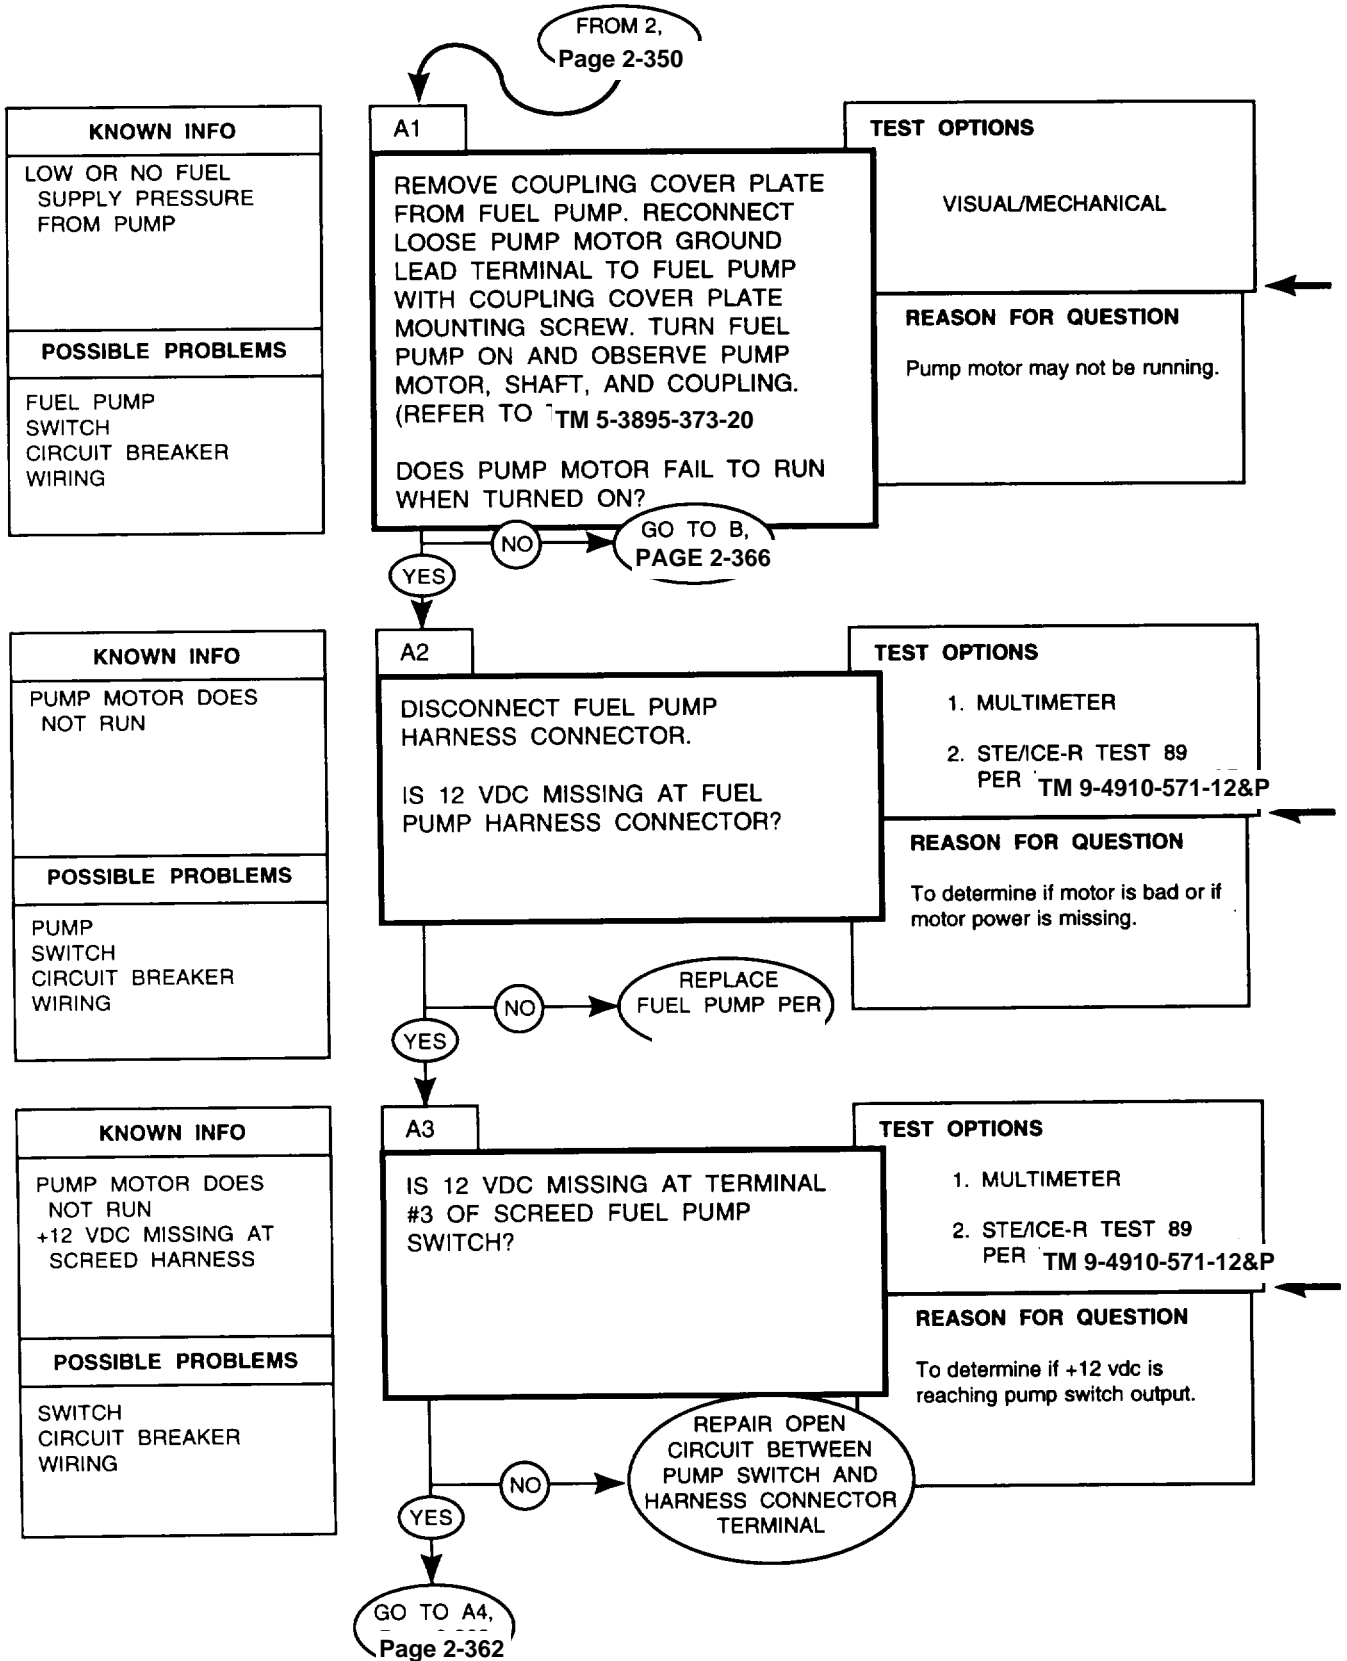 FROM 2,
Page 2-350
KNOWN INFO
LOW OR NO FUEL
SUPPLY PRESSURE
FROM PUMP
POSSIBLE PROBLEMS
FUEL PUMP
SWITCH
CIRCUIT BREAKER
WIRING
A1
REMOVE COUPLING COVER PLATE
FROM FUEL PUMP. RECONNECT
LOOSE PUMP MOTOR GROUND
LEAD TERMINAL TO FUEL PUMP
WITH COUPLING COVER PLATE
MOUNTING SCREW. TURN FUEL
PUMP ON AND OBSERVE PUMP
MOTOR, SHAFT, AND COUPLING.
(REFER TO TM 5-3895-373-20
DOES PUMP MOTOR FAIL TO RUN
WHEN TURNED ON?
TEST OPTIONS
VISUAL/MECHANICAL
REASON FOR QUESTION
Pump motor may not be running.
NO
GO TO B,
PAGE 2-366
YES
KNOWN INFO
PUMP MOTOR DOES
NOT RUN
POSSIBLE PROBLEMS
PUMP
SWITCH
CIRCUIT BREAKER
WIRING
A2
DISCONNECT FUEL PUMP
HARNESS CONNECTOR.
IS 12 VDC MISSING AT FUEL
PUMP HARNESS CONNECTOR?
TEST OPTIONS
1. MULTIMETER
2. STE/ICE-R TEST 89
PER TM 9-4910-571-12&P
REASON FOR QUESTION
To determine if motor is bad or if
motor power is missing.
NO
REPLACE
FUEL PUMP PER
YES
KNOWN INFO
PUMP MOTOR DOES
NOT RUN
+12 VDC MISSING AT
SCREED HARNESS
POSSIBLE PROBLEMS
SWITCH
CIRCUIT BREAKER
WIRING
A3
IS 12 VDC MISSING AT TERMINAL
#3 OF SCREED FUEL PUMP
SWITCH?
TEST OPTIONS
1. MULTIMETER
2. STE/ICE-R TEST 89
PER TM 9-4910-571-12&P
REASON FOR QUESTION
To determine if +12 vdc is
reaching pump switch output.
NO
REPAIR OPEN
CIRCUIT BETWEEN
PUMP SWITCH AND
HARNESS CONNECTOR
TERMINAL
YES
GO TO A4,
Page 2-362